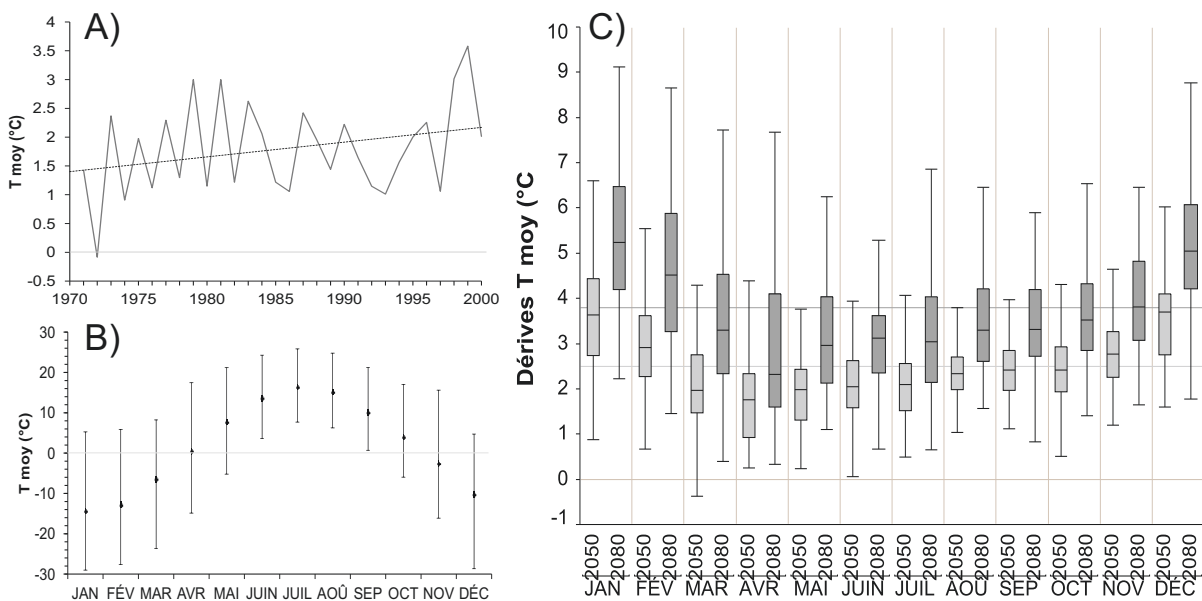 A)
T moy (°C)
4
3.5
3
2.5
2
1.5
1
0.5
0
-0.5
1970 1975 1980 1985 1990 1995 2000
B)
T moy (°C)
30
20
10
0
-10
-20
-30
JAN FÉV MAR AVR MAI JUIN JUIL AOÛ SEP OCT NOV DÉC
C)
Dérives T moy (°C
10
9
8
7
6
5
4
3
2
1
0
-1
2050 2080 2050 2080 2050 2080 2050 2080 2050 2080 2050 2080 2050 2080 2050 2080 2050 2080 2050 2080 2050 2080 2050 2080
JAN FÉV MAR AVR MAI JUIN JUIL AOU SEP OCT NOV DÉC